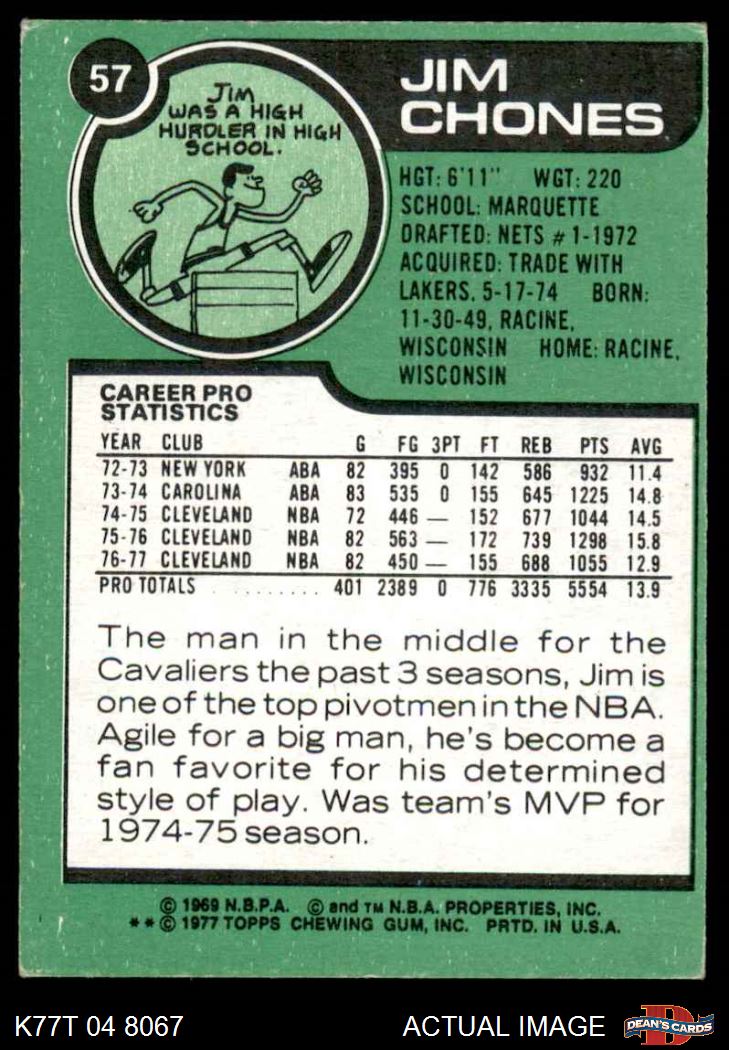 57
JIM
WAS A HIGH
HURDLER IN HIGH
SCHOOL.
JIM
CHONES
HGT: 6'11" WGT: 220
SCHOOL: MARQUETTE
DRAFTED: NETS #1-1972
ACQUIRED: TRADE WITH
LAKERS, 5-17-74 BORN:
11-30-49, RACINE,
WISCONSIN HOME: RACINE,
WISCONSIN
CAREER PRO
STATISTICS
YEAR CLUB G FG 3PT FT REB PTS AVG
72-73 NEW YORK ABA 82 395 0 142 586 932 11.4
73-74 CAROLINA ABA 83 535 0 155 645 1225 14.8
74-75 CLEVELAND NBA 72 446 — 152 677 1044 14.5
75-76 CLEVELAND NBA 82 563 — 172 739 1298 15.8
76-77 CLEVELAND NBA 82 450 — 155 688 1055 12.9
PRO TOTALS . . . . . . . . . . 401 2389 0 776 3335 5554 13.9
The man in the middle for the
Cavaliers the past 3 seasons, Jim is
one of the top pivotmen in the NBA.
Agile for a big man, he's become a
fan favorite for his determined
style of play. Was team's MVP for
1974-75 season.
© 1969 N.B.P.A. © and TM N.B.A. PROPERTIES, INC.
**© 1977 TOPPS CHEWING GUM, INC. PRTD. IN U.S.A.
K77T 04 8067 ACTUAL IMAGE
D
DEAN'S CARDS